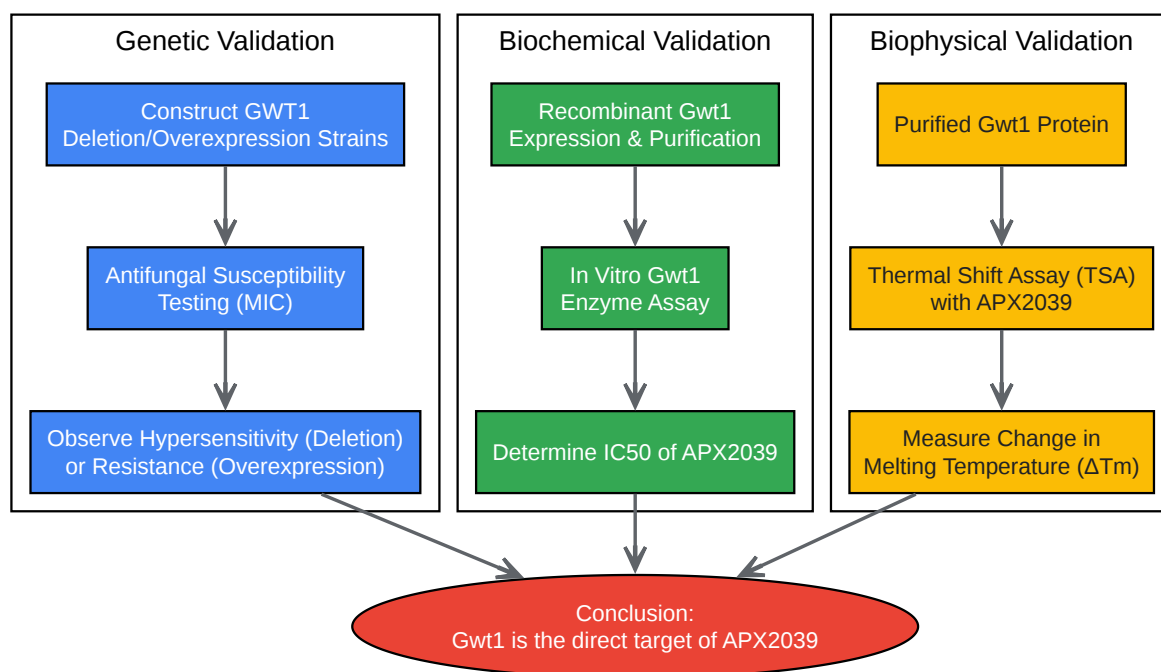 Genetic Validation
Construct GWT1
Deletion/Overexpression Strains
Antifungal Susceptibility
Testing (MIC)
Observe Hypersensitivity (Deletion)
or Resistance (Overexpression)
Biochemical Validation
Recombinant Gwt1
Expression & Purification
In Vitro Gwt1
Enzyme Assay
Determine IC50 of APX2039
Biophysical Validation
Purified Gwt1 Protein
Thermal Shift Assay (TSA)
with APX2039
Measure Change in
Melting Temperature (ΔTm)
Conclusion:
Gwt1 is the direct target of APX2039